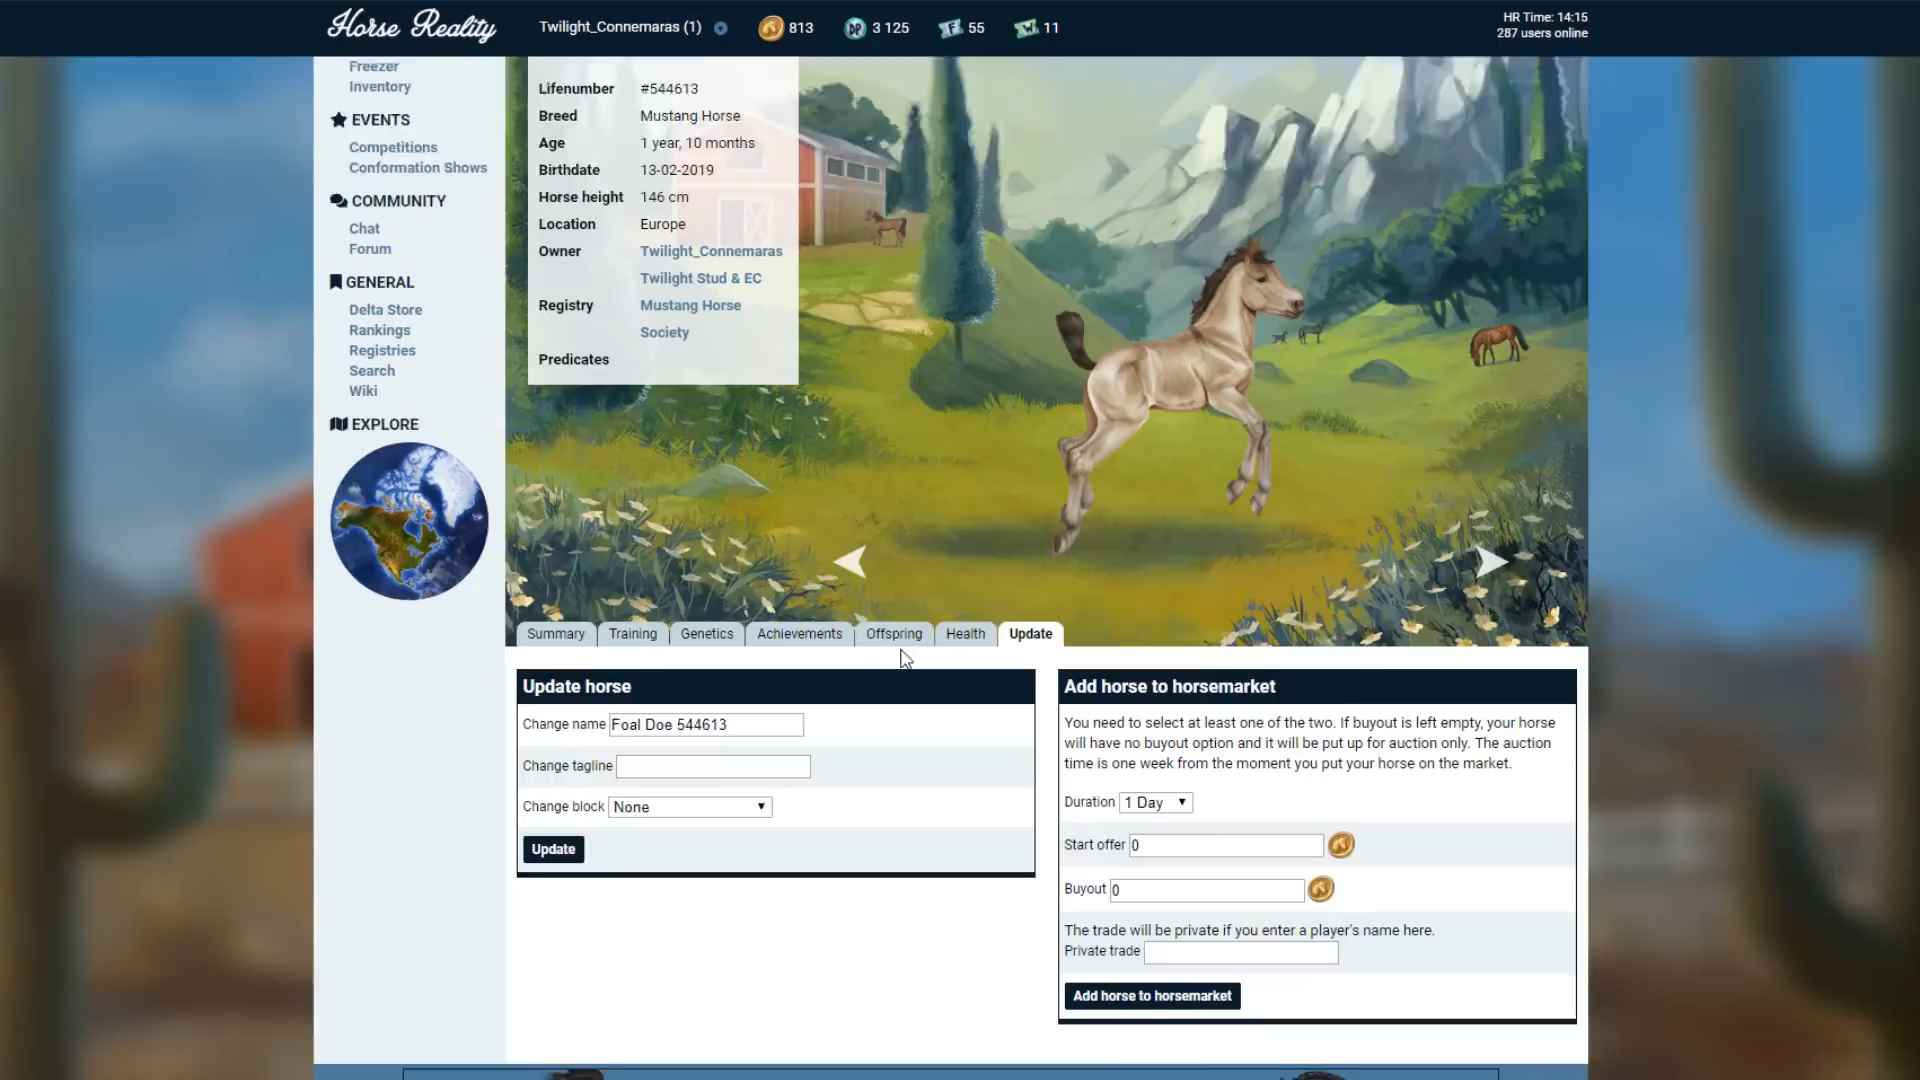 Horse Reality
Twilight_Connemaras (1)
813
DP
3 125
55
11
HR Time: 14:15
287 users online
Freezer
Inventory
EVENTS
Competitions
Conformation Shows
COMMUNITY
Chat
Forum
GENERAL
Delta Store
Rankings
Registries
Search
Wiki
EXPLORE
Lifenumber #544613
Breed Mustang Horse
Age 1 year, 10 months
Birthdate 13-02-2019
Horse height 146 cm
Location Europe
Owner Twilight_Connemaras
Twilight Stud & EC
Registry Mustang Horse
Society
Predicates
Summary Training Genetics Achievements Offspring Health Update
Update horse
Change name Foal Doe 544613
Change tagline
Change block None
Update
Add horse to horsemarket
You need to select at least one of the two. If buyout is left empty, your horse
will have no buyout option and it will be put up for auction only. The auction
time is one week from the moment you put your horse on the market.
Duration 1 Day
Start offer 0
Buyout 0
The trade will be private if you enter a player's name here.
Private trade
Add horse to horsemarket